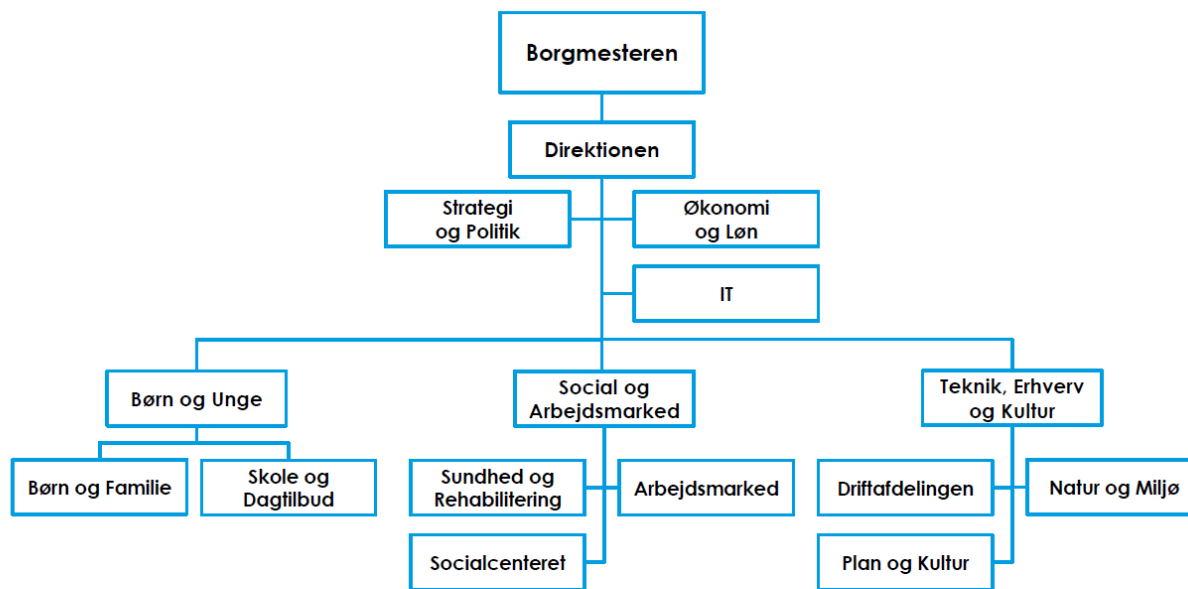 Borgmesteren
Direktionen
Strategi
og Politik
Økonomi
og Løn
IT
Børn og Unge
Social og
Arbejdsmarked
Teknik, Erhverv
og Kultur
Børn og Familie
Skole og
Dagtilbud
Sundhed og
Rehabilitering
Arbejdsmarked
Driftafdelingen
Natur og Miljø
Socialcenteret
Plan og Kultur